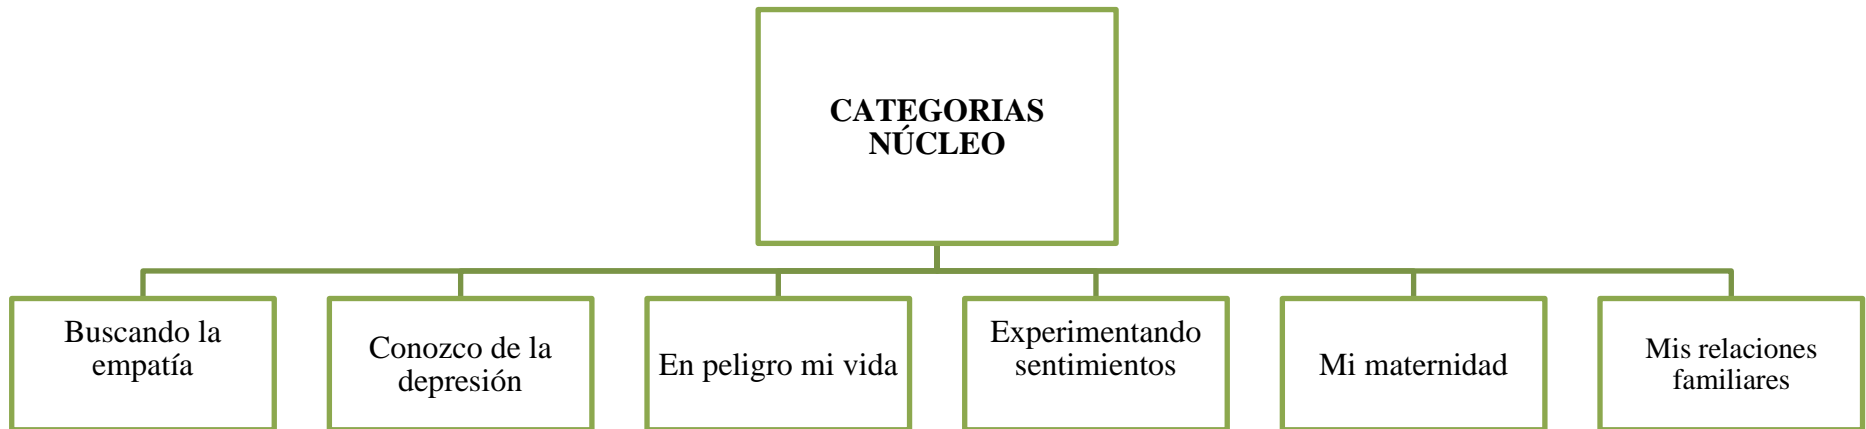 CATEGORIAS
NÚCLEO
Buscando la
empatía
Conozco de la
depresión
En peligro mi vida
Experimentando
sentimientos
Mi maternidad
Mis relaciones
familiares